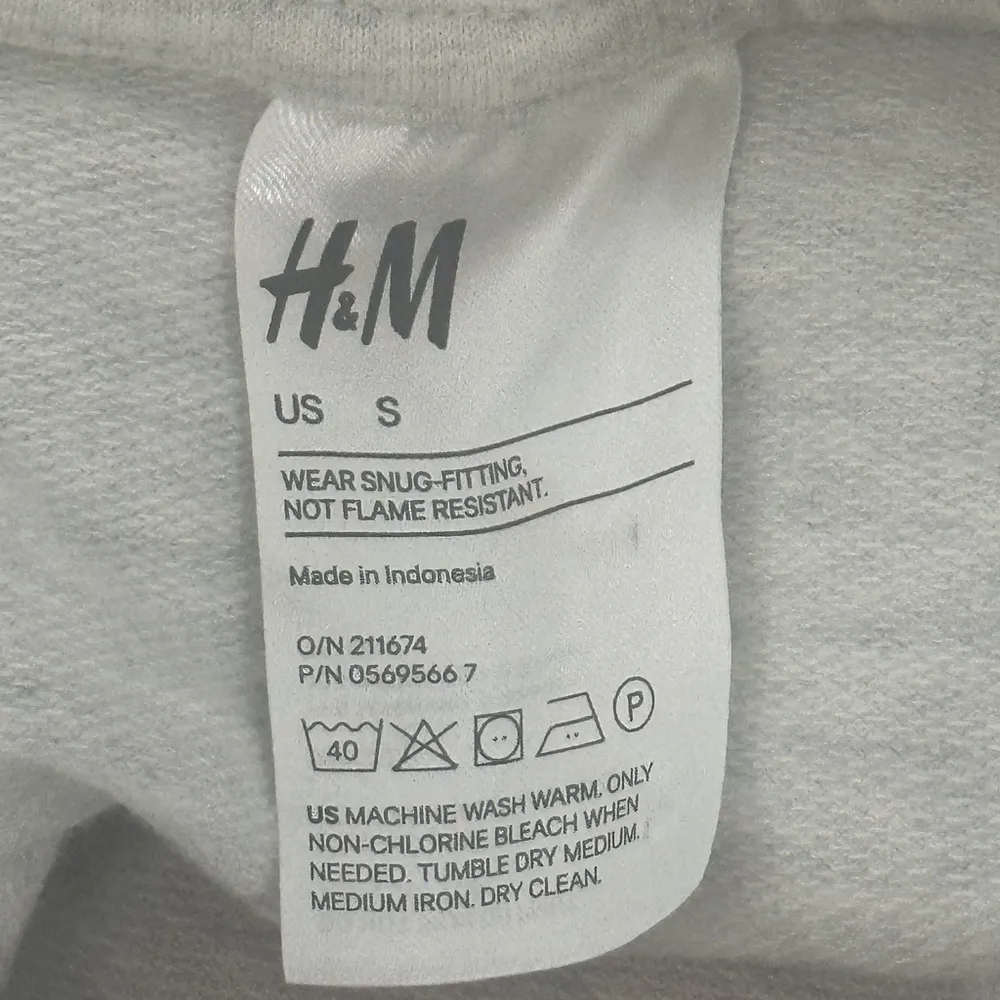 H&M
US S
WEAR SNUG-FITTING,
NOT FLAME RESISTANT.
Made in Indonesia
O/N 211674
P/N 0569566 7
40 P
US MACHINE WASH WARM. ONLY
NON-CHLORINE BLEACH WHEN
NEEDED. TUMBLE DRY MEDIUM.
MEDIUM IRON. DRY CLEAN.